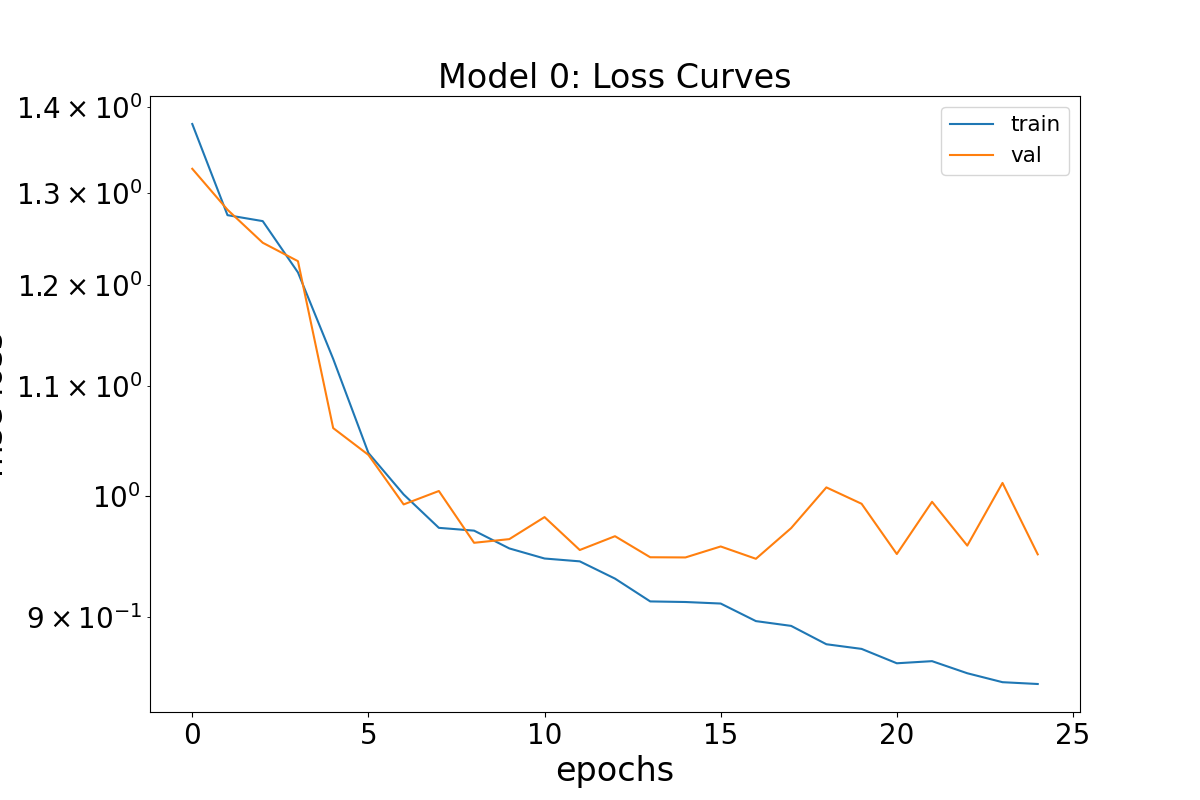 Model 0: Loss Curves
train
val
1.4 × 10⁰
1.3 × 10⁰
1.2 × 10⁰
1.1 × 10⁰
10⁰
9 × 10⁻¹
0 5 10 15 20 25
epochs